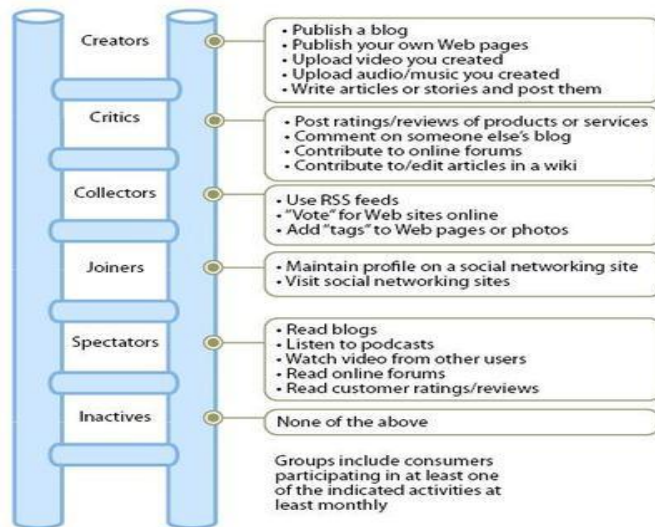 Creators
• Publish a blog
• Publish your own Web pages
• Upload video you created
• Upload audio/music you created
• Write articles or stories and post them
Critics
• Post ratings/reviews of products or services
• Comment on someone else's blog
• Contribute to online forums
• Contribute to/edit articles in a wiki
Collectors
• Use RSS feeds
• "Vote" for Web sites online
• Add "tags" to Web pages or photos
Joiners
• Maintain profile on a social networking site
• Visit social networking sites
Spectators
• Read blogs
• Listen to podcasts
• Watch video from other users
• Read online forums
• Read customer ratings/reviews
Inactives
None of the above
Groups include consumers
participating in at least one
of the indicated activities at
least monthly